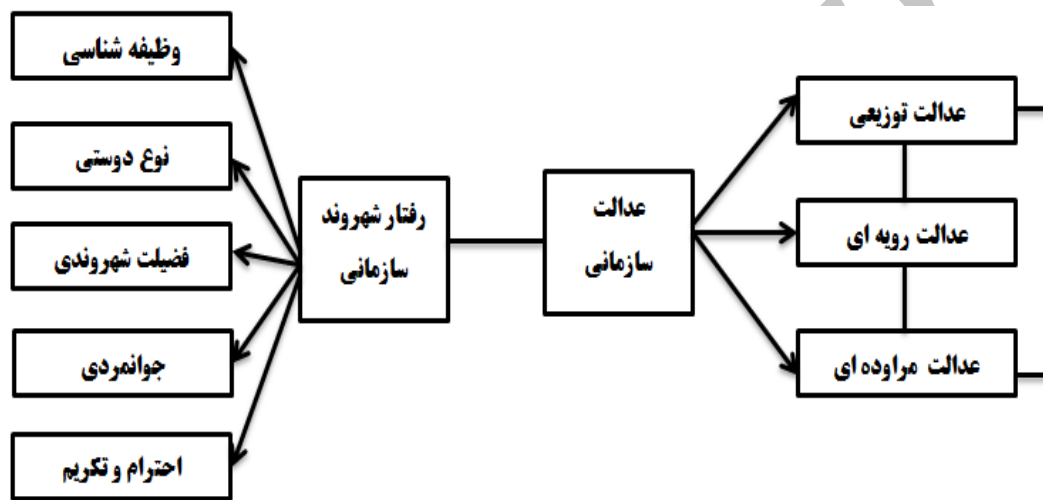 عدالت توزیعی
عدالت رویه ای
عدالت مراوده ای
عدالت
سازمانی
رفتار شهروند
سازمانی
وظیفه شناسی
نوع دوستی
فضیلت شهروندی
جوانمردی
احترام و تکریم